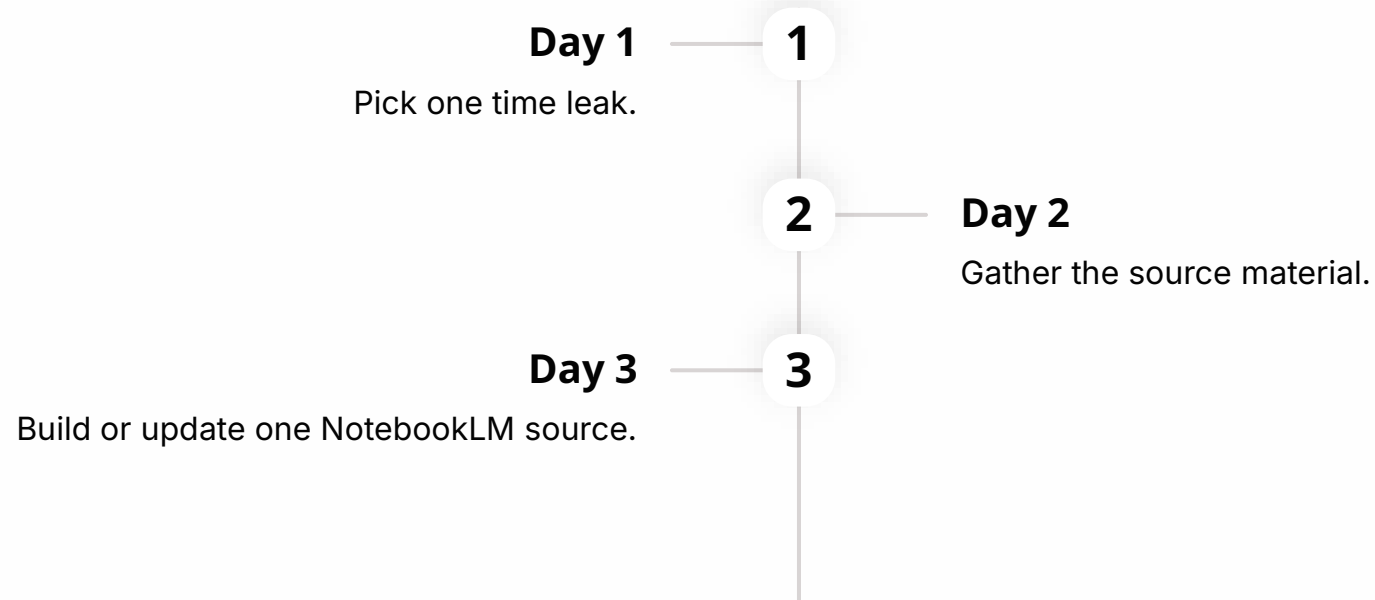 Day 1
1
Pick one time leak.
2
Day 2
Gather the source material.
Day 3
3
Build or update one NotebookLM source.